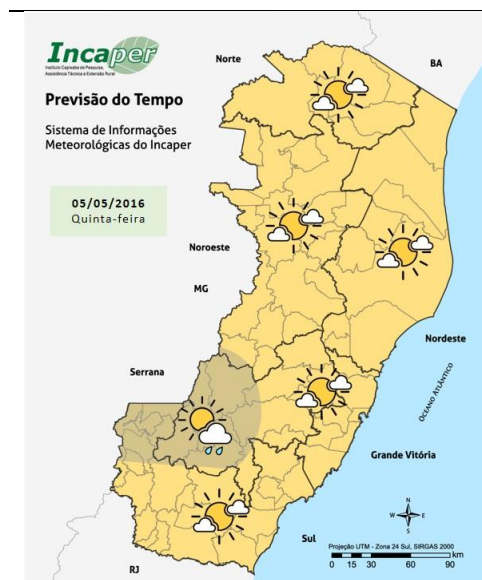 Incaper
Instituto Capixaba de Pesquisa,
Assistência Técnica e Extensão Rural
Previsão do Tempo
Sistema de Informações
Meteorológicas do Incaper
05/05/2016
Quinta-feira
Norte
BA
Noroeste
MG
Nordeste
Serrana
OCEANO ATLÂNTICO
Grande Vitória
Sul
RJ
N
W
E
S
Projeção UTM - Zona 24 Sul, SIRGAS 2000
km
0 15 30 60 90